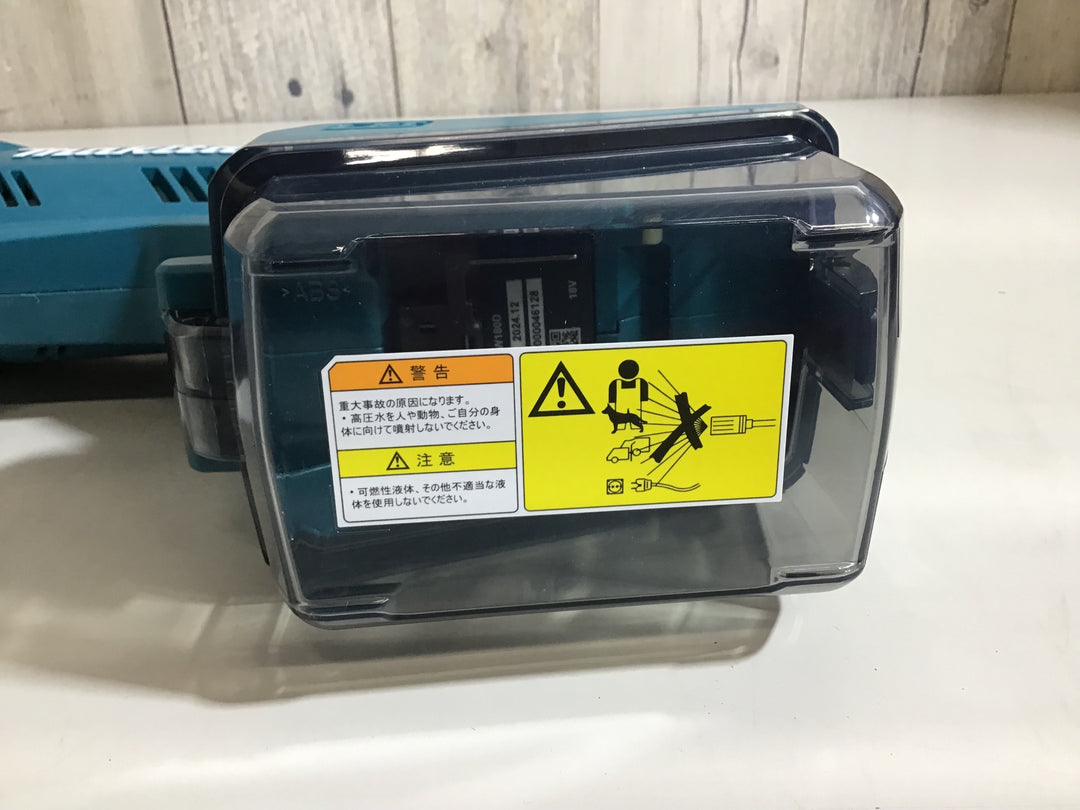 makita
>ABS<
2024.12
18V
警告
重大事故の原因になります。
・高圧水を人や動物、ご自分の身
体に向けて噴射しないでください。
注意
・可燃性液体、その他不適当な液
体を使用しないでください。